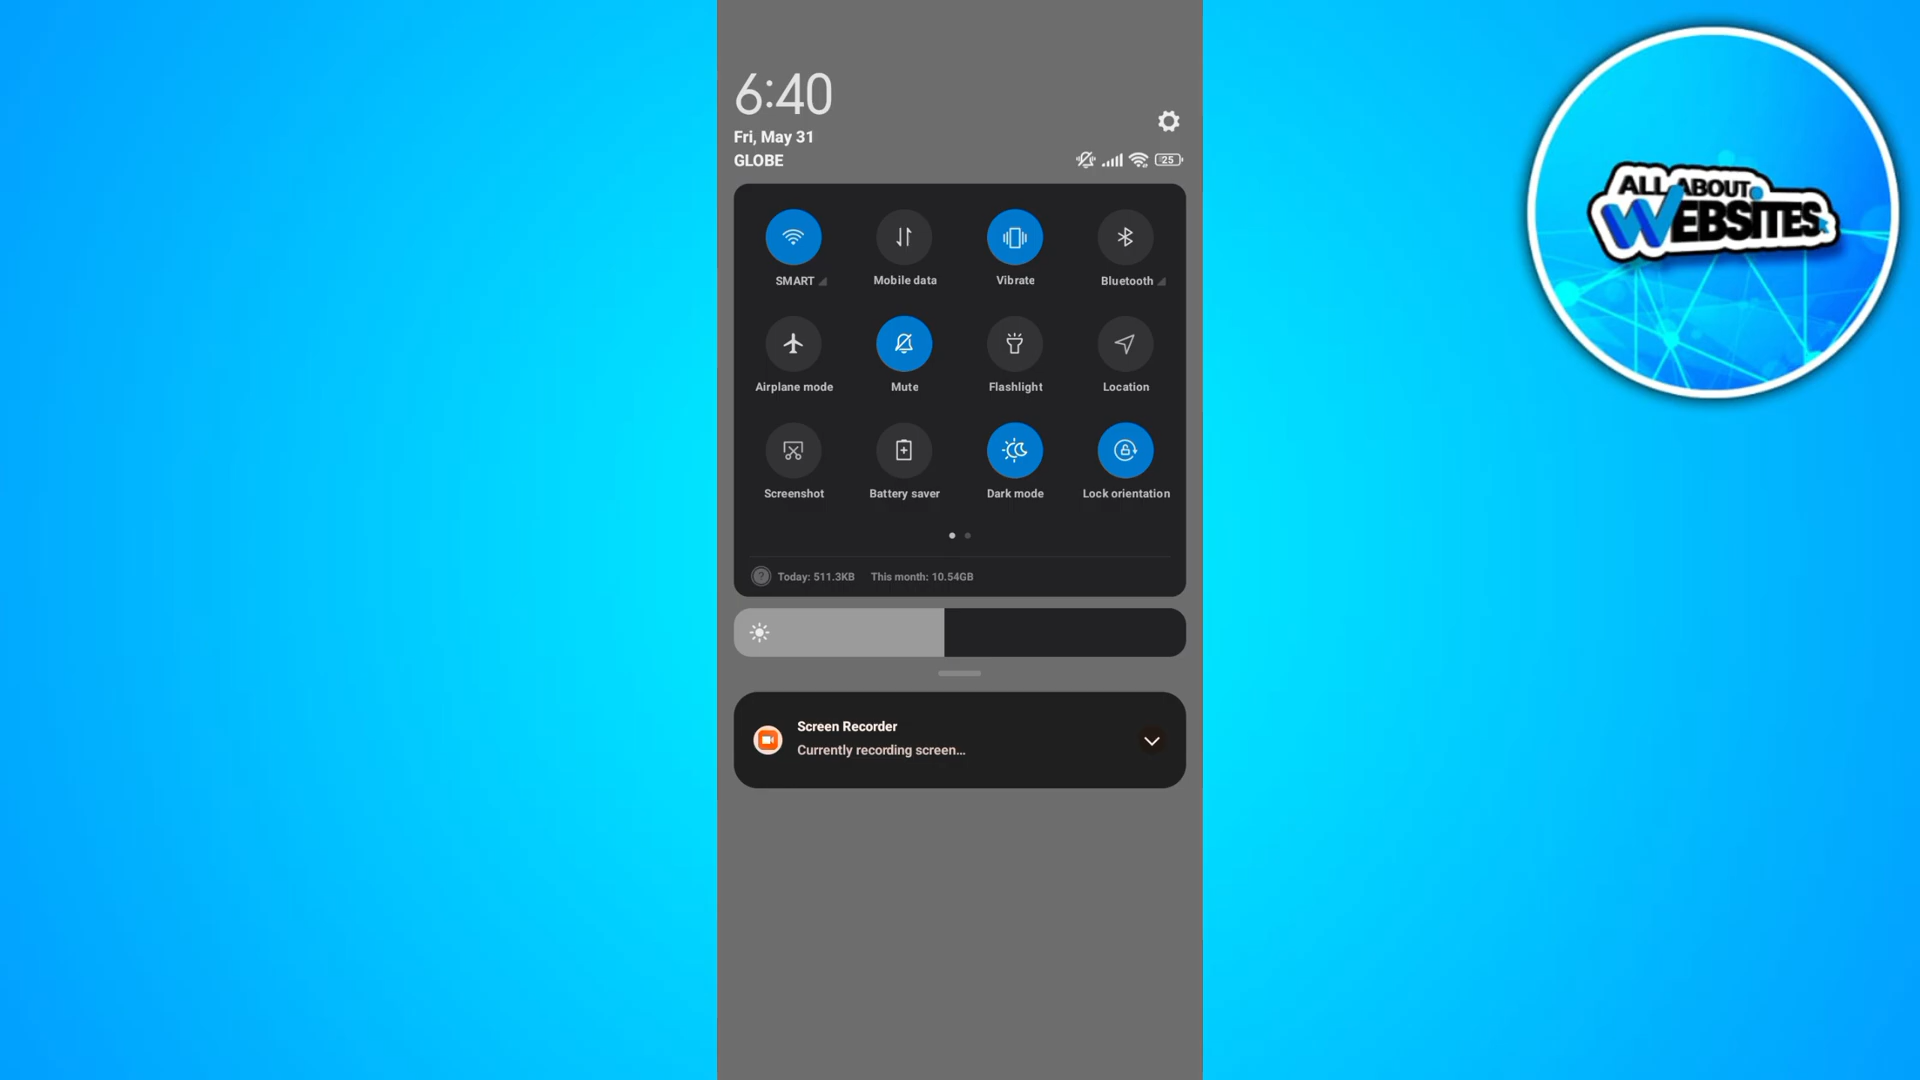 6:40
Fri, May 31
GLOBE
25
SMART
Mobile data
Vibrate
Bluetooth
Airplane mode
Mute
Flashlight
Location
Screenshot
Battery saver
Dark mode
Lock orientation
Today: 511.3KB This month: 10.54GB
Screen Recorder
Currently recording screen...
ALL ABOUT
WEBSITES